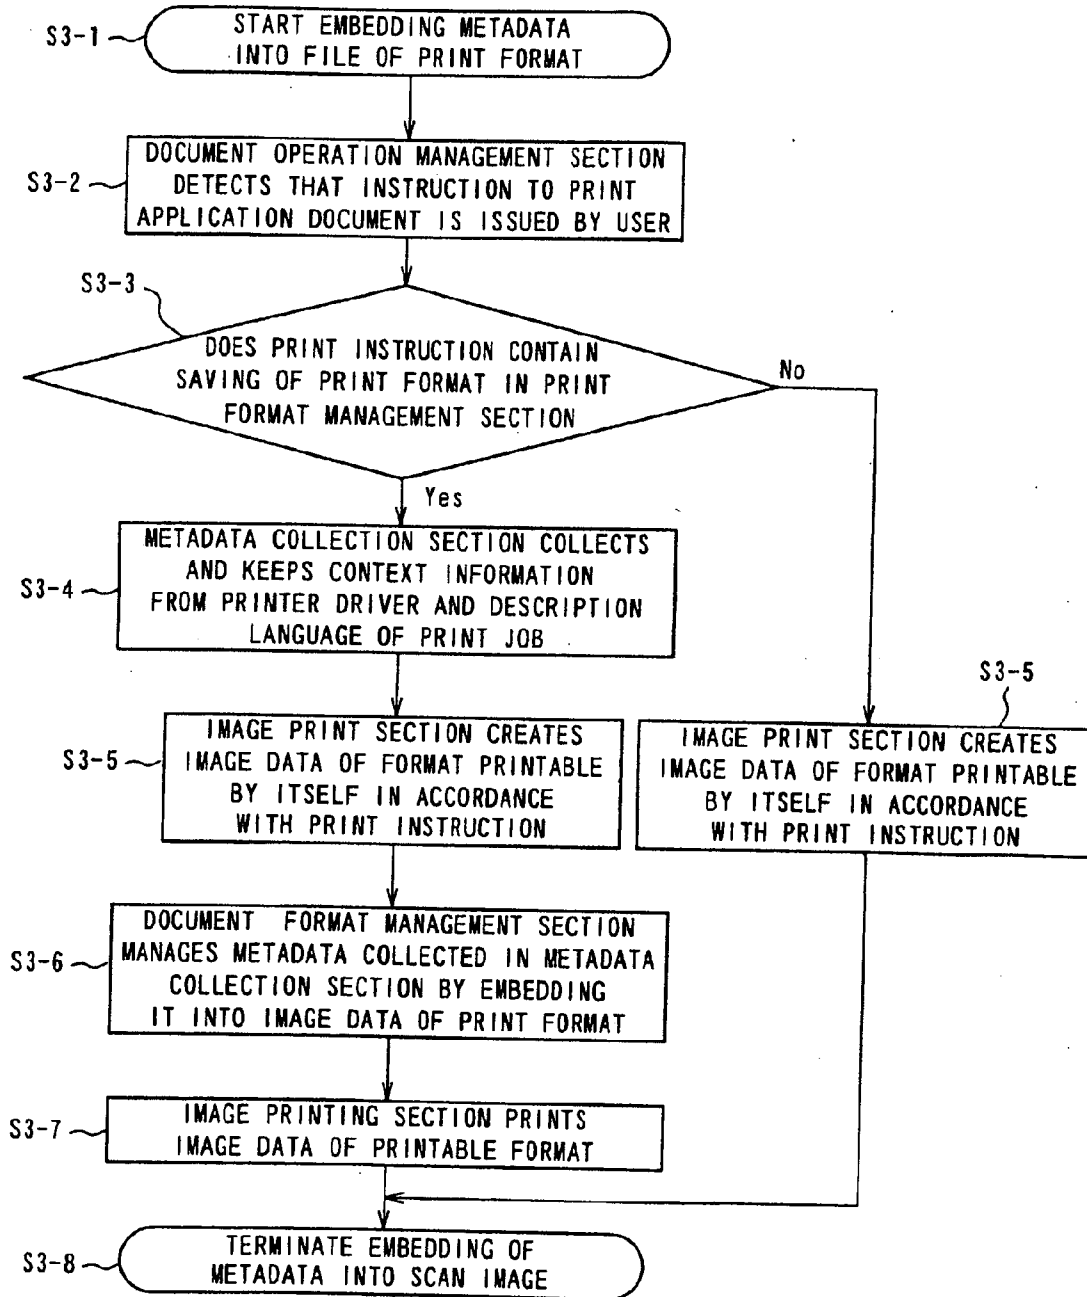 S3-1
START EMBEDDING METADATA
INTO FILE OF PRINT FORMAT
S3-2
DOCUMENT OPERATION MANAGEMENT SECTION
DETECTS THAT INSTRUCTION TO PRINT
APPLICATION DOCUMENT IS ISSUED BY USER
S3-3
DOES PRINT INSTRUCTION CONTAIN
SAVING OF PRINT FORMAT IN PRINT
FORMAT MANAGEMENT SECTION
No
Yes
S3-4
METADATA COLLECTION SECTION COLLECTS
AND KEEPS CONTEXT INFORMATION
FROM PRINTER DRIVER AND DESCRIPTION
LANGUAGE OF PRINT JOB
S3-5
IMAGE PRINT SECTION CREATES
IMAGE DATA OF FORMAT PRINTABLE
BY ITSELF IN ACCORDANCE
WITH PRINT INSTRUCTION
S3-5
IMAGE PRINT SECTION CREATES
IMAGE DATA OF FORMAT PRINTABLE
BY ITSELF IN ACCORDANCE
WITH PRINT INSTRUCTION
S3-6
DOCUMENT FORMAT MANAGEMENT SECTION
MANAGES METADATA COLLECTED IN METADATA
COLLECTION SECTION BY EMBEDDING
IT INTO IMAGE DATA OF PRINT FORMAT
S3-7
IMAGE PRINTING SECTION PRINTS
IMAGE DATA OF PRINTABLE FORMAT
S3-8
TERMINATE EMBEDDING OF
METADATA INTO SCAN IMAGE